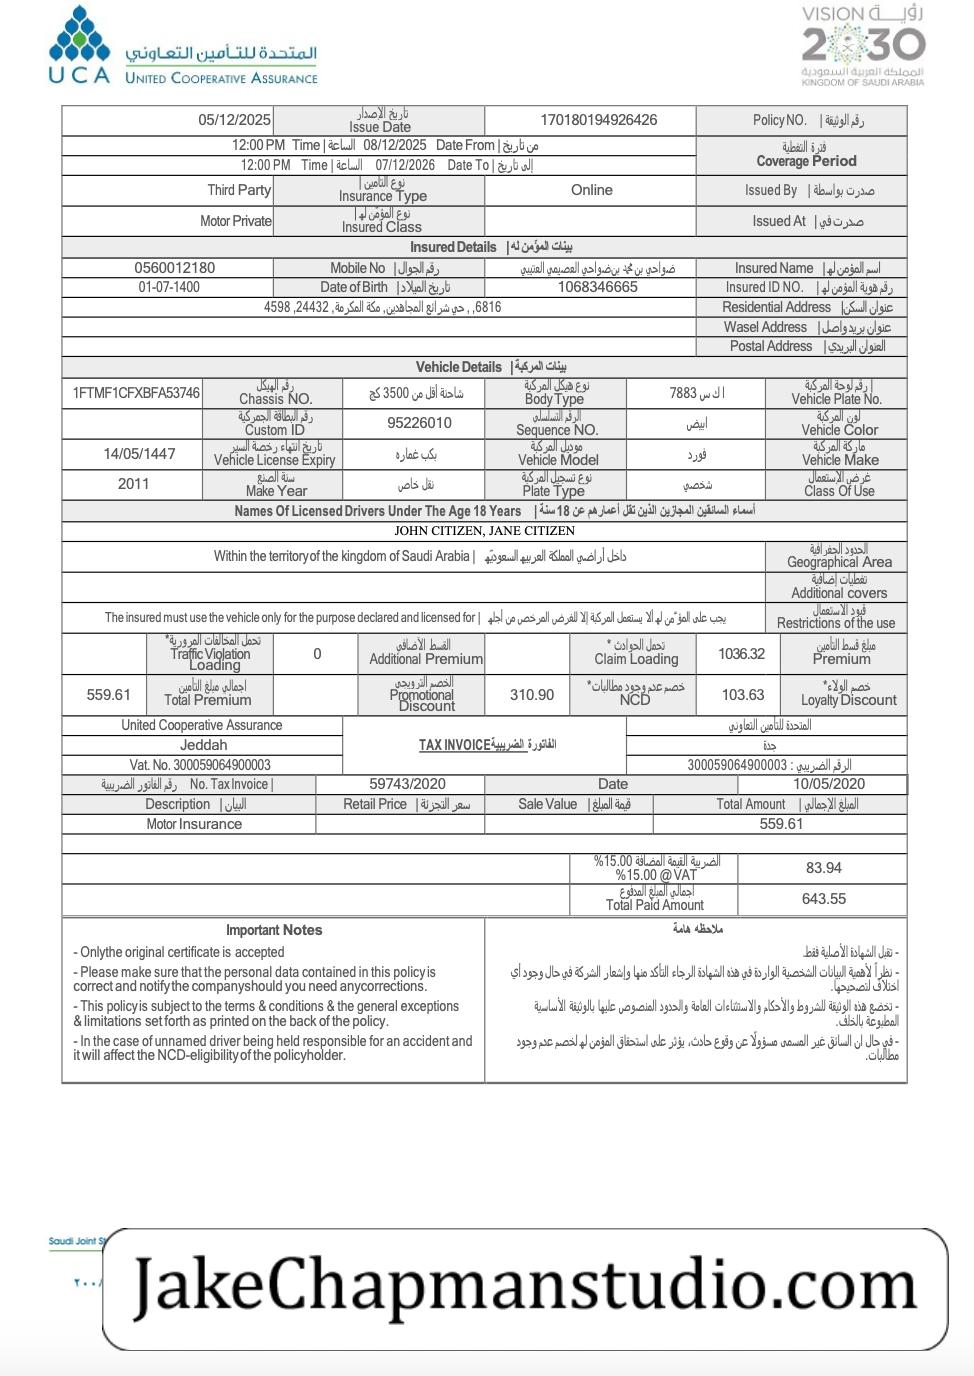 المتحدة للتأمين التعاوني
UCA UNITED COOPERATIVE ASSURANCE
VISION رؤية
2030
المملكة العربية السعودية
KINGDOM OF SAUDI ARABIA
05/12/2025 تاريخ الإصدار Issue Date 170180194926426 Policy NO. | رقم الوثيقة
12:00 PM Time | الساعة 08/12/2025 Date From | من تاريخ فترة التغطية
12:00 PM Time | الساعة 07/12/2026 Date To | إلى تاريخ Coverage Period
Third Party نوع التأمين | Insurance Type Online Issued By | صدرت بواسطة
Motor Private نوع المؤمن لها | Insured Class Issued At | صدرت في
Insured Details | بينات المؤمن له
0560012180 Mobile No | رقم الجوال ضواحي بن محمد بن ضواحي العصيمي العتيبي Insured Name | اسم المؤمن لها
01-07-1400 Date of Birth | تاريخ الميلاد 1068346665 Insured ID NO. | رقم هوية المؤمن لها
6816, , حي شرائع المجاهدين, مكة المكرمة, 24432, 4598 Residential Address | عنوان السكن
Wasel Address | عنوان بريد واصل
Postal Address | العنوان البريدي
Vehicle Details | بينات المركبة
1FTMF1CFXBFA53746 رقم الهيكل Chassis NO. شاحنة أقل من 3500 كج نوع هيكل المركبة Body Type ا ك س 7883 رقم لوحة المركبة | Vehicle Plate No.
رقم البطاقة الجمركية Custom ID 95226010 الرقم التسلسلي Sequence NO. ابيض لون المركبة Vehicle Color
14/05/1447 تاريخ انتهاء رخصة السير Vehicle License Expiry بكب غماره موديل المركبة Vehicle Model فورد ماركة المركبة Vehicle Make
2011 سنة الصنع Make Year نقل خاص نوع تسجيل المركبة Plate Type شخصي غرض الإستعمال Class Of Use
Names Of Licensed Drivers Under The Age 18 Years | أسماء السائقين المجازين الذين تقل أعمارهم عن 18 سنة
JOHN CITIZEN, JANE CITIZEN
Within the territory of the kingdom of Saudi Arabia | داخل أراضي المملكة العربيه السعوديّه الحدود الجغرافية Geographical Area
تغطيات إضافية Additional covers
The insured must use the vehicle only for the purpose declared and licensed for | يجب على المؤمن لها ألا يستعمل المركبة إلا للغرض المرخص من أجله قيود الاستعمال Restrictions of the use
تحمل المخالفات المرورية* Traffic Violation Loading 0 القسط الأضافي Additional Premium تحمل الحوادث * Claim Loading 1036.32 مبلغ قسط التأمين Premium
559.61 اجمالي مبلغ التأمين Total Premium الخصم الترويجي Promotional Discount 310.90 خصم عدم وجود مطالبات* NCD 103.63 خصم الولاء* Loyalty Discount
United Cooperative Assurance المتحدة للتأمين التعاوني
Jeddah TAX INVOICE الفاتورة الضريبية جدة
Vat. No. 300059064900003 الرقم الضريبي : 300059064900003
رقم الفاتور الضريبية No. Tax Invoice | 59743/2020 Date 10/05/2020
Description | البيان Retail Price | سعر التجزئة Sale Value | قيمة المبلغ Total Amount | المبلغ الإجمالي
Motor Insurance 559.61
الضريبة القيمة المضافة 15.00%
%15.00 @ VAT 83.94
اجمالي المبلغ المدفوع
Total Paid Amount 643.55
Important Notes ملاحظه هامة
- Only the original certificate is accepted
- Please make sure that the personal data contained in this policy is
correct and notify the company should you need any corrections.
- This policy is subject to the terms & conditions & the general exceptions
& limitations set forth as printed on the back of the policy.
- In the case of unnamed driver being held responsible for an accident and
it will affect the NCD-eligibility of the policyholder.
- تقبل الشهادة الأصلية فقط.
- نظراً لأهمية البيانات الشخصية الواردة في هذه الشهادة الرجاء التأكد منها وإشعار الشركة في حال وجود أي
اختلاف لتصحيحها.
- تخضع هذه الوثيقة للشروط والأحكام والاستثناءات العامة والحدود المنصوص عليها بالوثيقة الأساسية
المطبوعة بالخلف.
- في حال ان السائق غير المسمى مسؤولًا عن وقوع حادث، يؤثر على استحقاق المؤمن لها لخصم عدم وجود
مطالبات.
Saudi Joint
٢٠٠/
JakeChapmanstudio.com